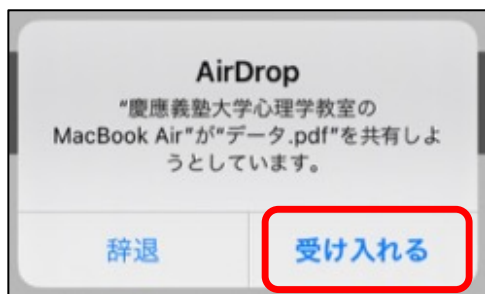 AirDrop
“慶應義塾大学心理学教室の
MacBook Air”が“データ.pdf”を共有しよ
うとしています。
辞退
受け入れる